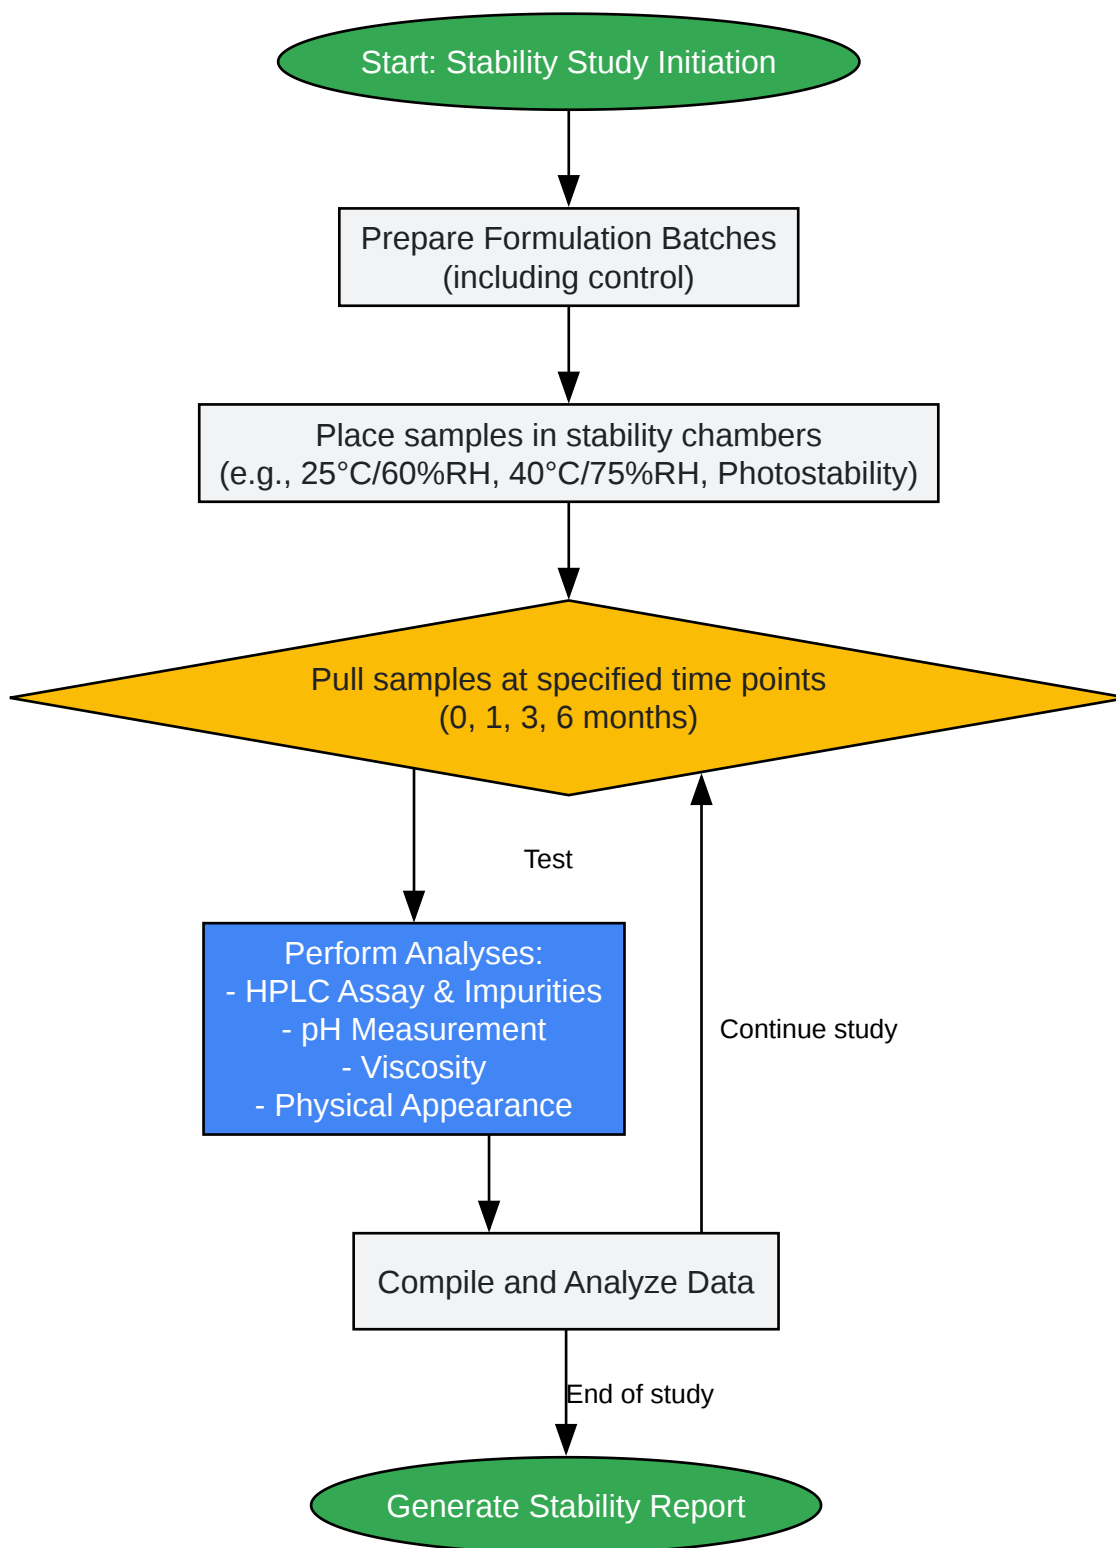 Start: Stability Study Initiation
Prepare Formulation Batches
(including control)
Place samples in stability chambers
(e.g., 25°C/60%RH, 40°C/75%RH, Photostability)
Pull samples at specified time points
(0, 1, 3, 6 months)
Test
Perform Analyses:
- HPLC Assay & Impurities
- pH Measurement
- Viscosity
- Physical Appearance
Continue study
Compile and Analyze Data
End of study
Generate Stability Report